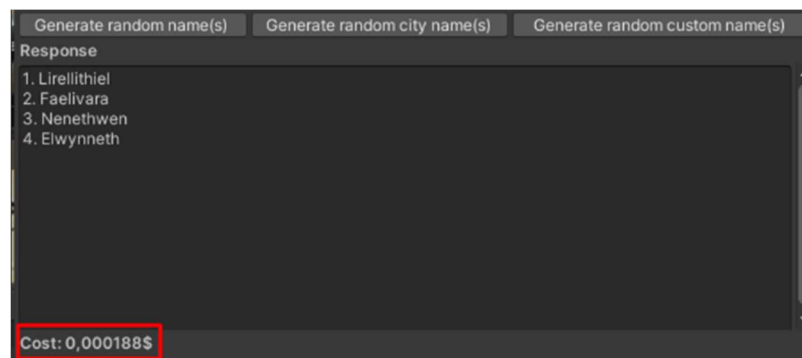 Generate random name(s) Generate random city name(s) Generate random custom name(s)
Response
1. Lirellithiel
2. Faelivara
3. Nenethwen
4. Elwynneth
Cost: 0,000188$